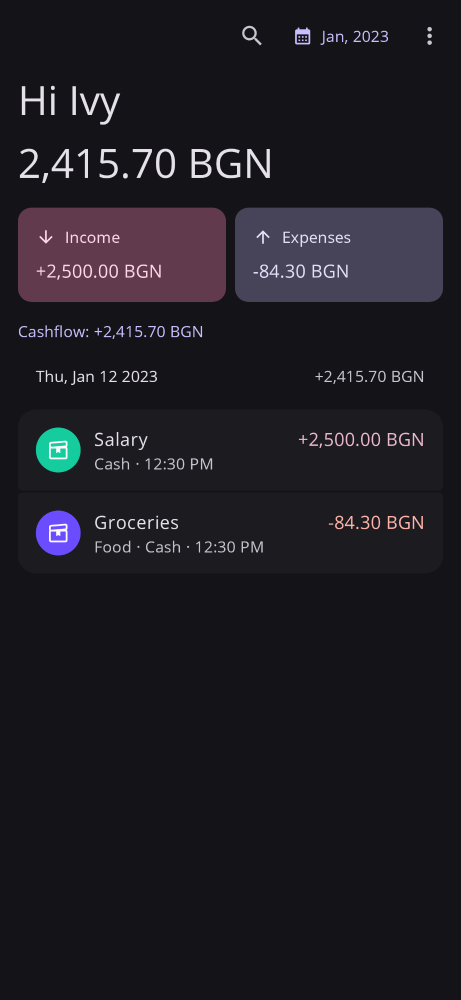 Jan, 2023
Hi Ivy
2,415.70 BGN
Income
+2,500.00 BGN
Expenses
-84.30 BGN
Cashflow: +2,415.70 BGN
Thu, Jan 12 2023
+2,415.70 BGN
Salary
+2,500.00 BGN
Cash · 12:30 PM
Groceries
-84.30 BGN
Food · Cash · 12:30 PM